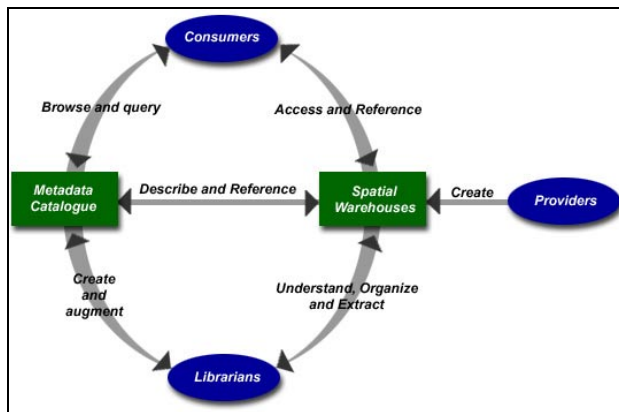 Consumers
Browse and query
Access and Reference
Metadata
Catalogue
Describe and Reference
Spatial
Warehouses
Create
Providers
Create
and
augment
Understand, Organize
and Extract
Librarians